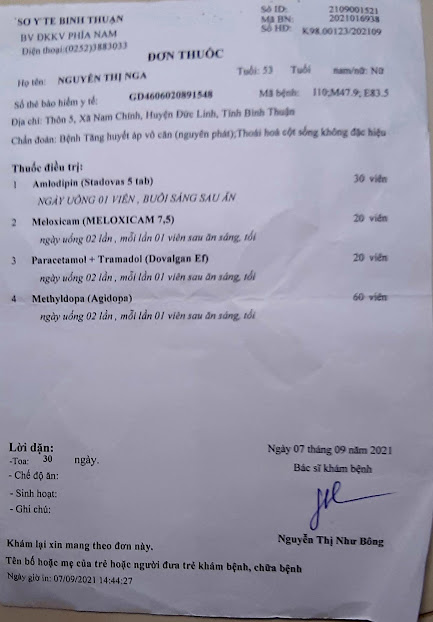 SỞ Y TẾ BÌNH THUẬN
BV ĐKKV PHÍA NAM
Điện thoại:(0252)3883033
Số ID: 2109001521
Mã BN: 2021016938
Số HD: K98.00123/202109
ĐƠN THUỐC
Họ tên: NGUYỄN THỊ NGA Tuổi: 53 Tuổi nam/nữ: Nữ
Số thẻ bảo hiểm y tế: GD4606020891548 Mã bệnh: I10;M47.9; E83.5
Địa chỉ: Thôn 5, Xã Nam Chính, Huyện Đức Linh, Tỉnh Bình Thuận
Chẩn đoán: Bệnh Tăng huyết áp vô căn (nguyên phát);Thoái hoá cột sống không đặc hiệu
Thuốc điều trị:
1 Amlodipin (Stadovas 5 tab) 30 viên
NGÀY UỐNG 01 VIÊN , BUỔI SÁNG SAU ĂN
2 Meloxicam (MELOXICAM 7,5) 20 viên
ngày uống 02 lần , mỗi lần 01 viên sau ăn sáng, tối
3 Paracetamol + Tramadol (Dovalgan Ef) 20 viên
ngày uống 02 lần , mỗi lần 01 viên sau ăn sáng, tối
4 Methyldopa (Agidopa) 60 viên
ngày uống 02 lần , mỗi lần 01 viên sau ăn sáng, tối
Lời dặn:
-Toa: 30 ngày.
- Chế độ ăn:
- Sinh hoạt:
- Ghi chú:
Ngày 07 tháng 09 năm 2021
Bác sĩ khám bệnh
Nguyễn Thị Như Bông
Khám lại xin mang theo đơn này.
Tên bố hoặc mẹ của trẻ hoặc người đưa trẻ khám bệnh, chữa bệnh
Ngày giờ in: 07/09/2021 14:44:27